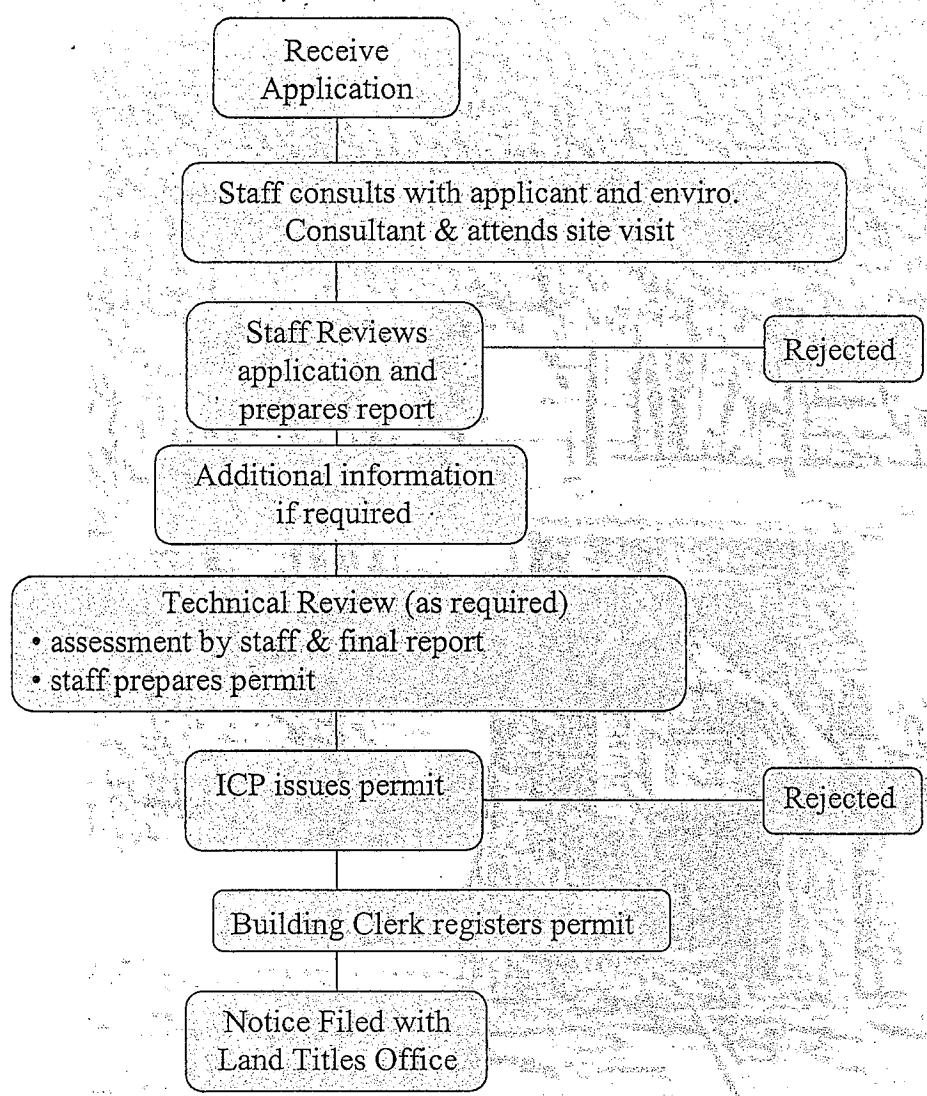 Receive
Application
Staff consults with applicant and enviro.
Consultant & attends site visit
Staff Reviews
application and
prepares report
Rejected
Additional information
if required
Technical Review (as required)
• assessment by staff & final report
• staff prepares permit
ICP issues permit
Rejected
Building Clerk registers permit
Notice Filed with
Land Titles Office